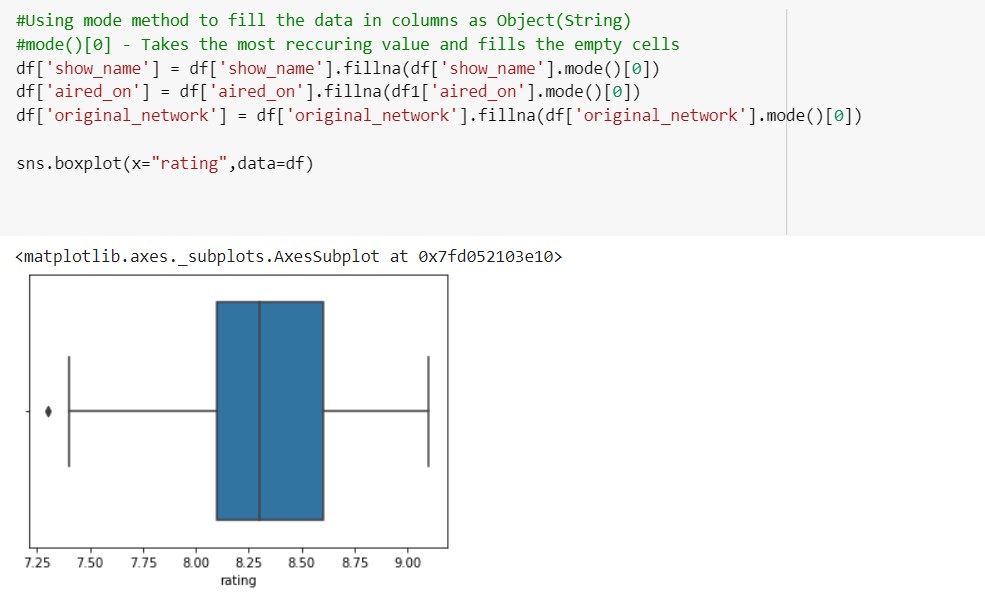 #Using mode method to fill the data in columns as Object(String)
#mode()[0] - Takes the most reccuring value and fills the empty cells
df['show_name'] = df['show_name'].fillna(df['show_name'].mode()[0])
df['aired_on'] = df['aired_on'].fillna(df1['aired_on'].mode()[0])
df['original_network'] = df['original_network'].fillna(df['original_network'].mode()[0])
sns.boxplot(x="rating",data=df)
<matplotlib.axes._subplots.AxesSubplot at 0x7fd052103e10>
7.25 7.50 7.75 8.00 8.25 8.50 8.75 9.00
rating